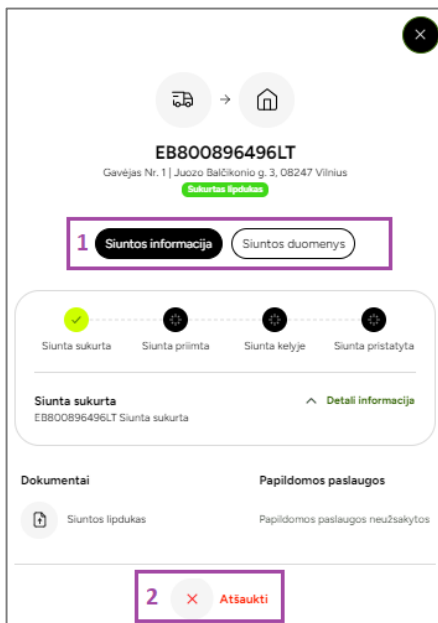 EB800896496LT
Gavėjas Nr. 1 | Juozo Balčikonio g. 3, 08247 Vilnius
Sukurtas lipdukas
1 Siuntos informacija Siuntos duomenys
Siunta sukurta Siunta priimta Siunta kelyje Siunta pristatyta
Siunta sukurta Detali informacija
EB800896496LT Siunta sukurta
Dokumentai Papildomos paslaugos
Siuntos lipdukas Papildomos paslaugos neužsakytos
2 Atšaukti